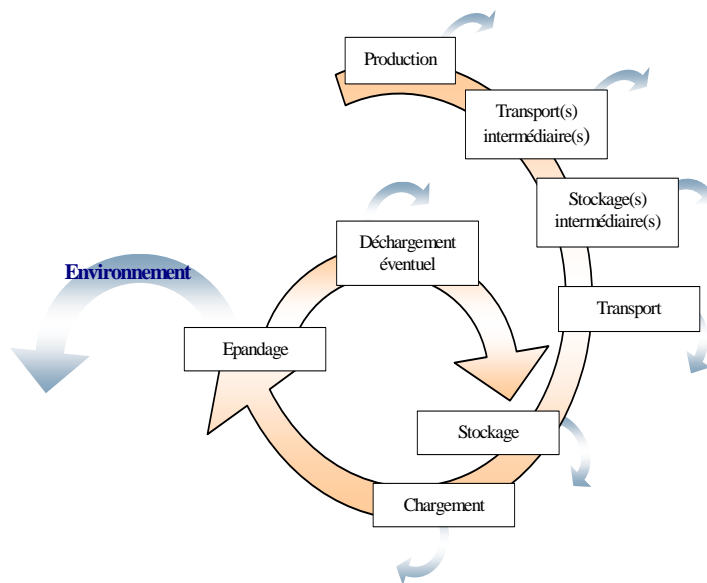 Production
Transport(s)
intermédiaire(s)
Stockage(s)
intermédiaire(s)
Déchargement
éventuel
Environnement
Transport
Epandage
Stockage
Chargement